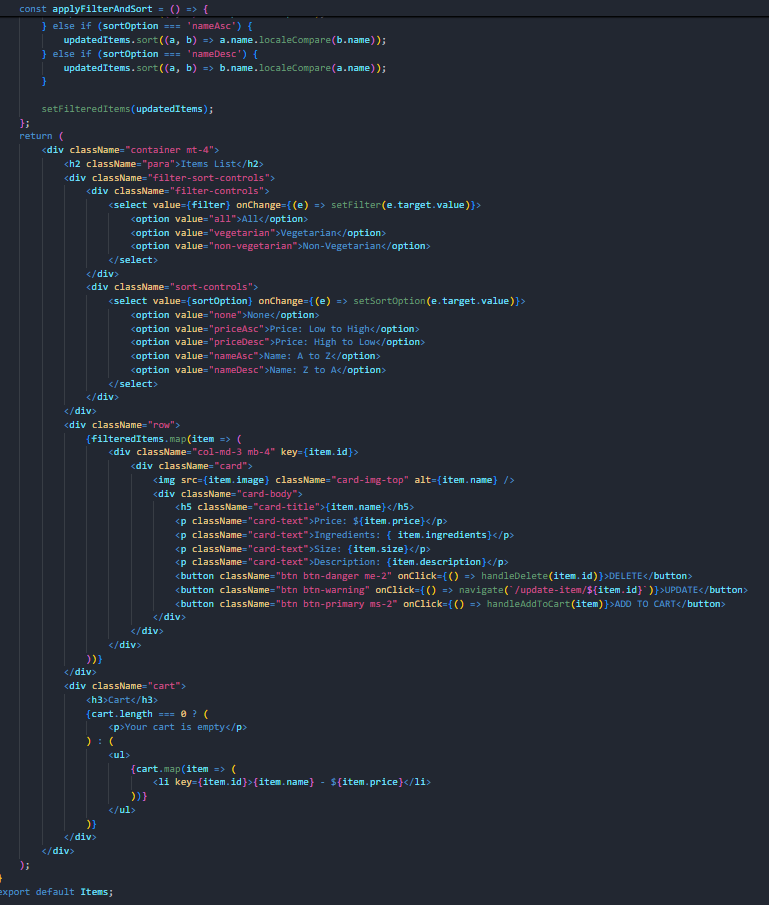 const applyFilterAndSort = () => {
} else if (sortOption === 'nameAsc') {
updatedItems.sort((a, b) => a.name.localeCompare(b.name));
} else if (sortOption === 'nameDesc') {
updatedItems.sort((a, b) => b.name.localeCompare(a.name));
}
setFilteredItems(updatedItems);
};
return (
<div className="container mt-4">
<h2 className="para">Items List</h2>
<div className="filter-sort-controls">
<div className="filter-controls">
<select value={filter} onChange={(e) => setFilter(e.target.value)}>
<option value="all">All</option>
<option value="vegetarian">Vegetarian</option>
<option value="non-vegetarian">Non-Vegetarian</option>
</select>
</div>
<div className="sort-controls">
<select value={sortOption} onChange={(e) => setSortOption(e.target.value)}>
<option value="none">None</option>
<option value="priceAsc">Price: Low to High</option>
<option value="priceDesc">Price: High to Low</option>
<option value="nameAsc">Name: A to Z</option>
<option value="nameDesc">Name: Z to A</option>
</select>
</div>
</div>
<div className="row">
{filteredItems.map(item => (
<div className="col-md-3 mb-4" key={item.id}>
<div className="card">
<img src={item.image} className="card-img-top" alt={item.name} />
<div className="card-body">
<h5 className="card-title">{item.name}</h5>
<p className="card-text">Price: ${item.price}</p>
<p className="card-text">Ingredients: { item.ingredients}</p>
<p className="card-text">Size: {item.size}</p>
<p className="card-text">Description: {item.description}</p>
<button className="btn btn-danger me-2" onClick={() => handleDelete(item.id)}>DELETE</button>
<button className="btn btn-warning" onClick={() => navigate(`/update-item/${item.id}`)}>UPDATE</button>
<button className="btn btn-primary ms-2" onClick={() => handleAddToCart(item)}>ADD TO CART</button>
</div>
</div>
</div>
))}
</div>
<div className="cart">
<h3>Cart</h3>
{cart.length === 0 ? (
<p>Your cart is empty</p>
) : (
<ul>
{cart.map(item => (
<li key={item.id}>{item.name} - ${item.price}</li>
))}
</ul>
)}
</div>
</div>
);
}
export default Items;